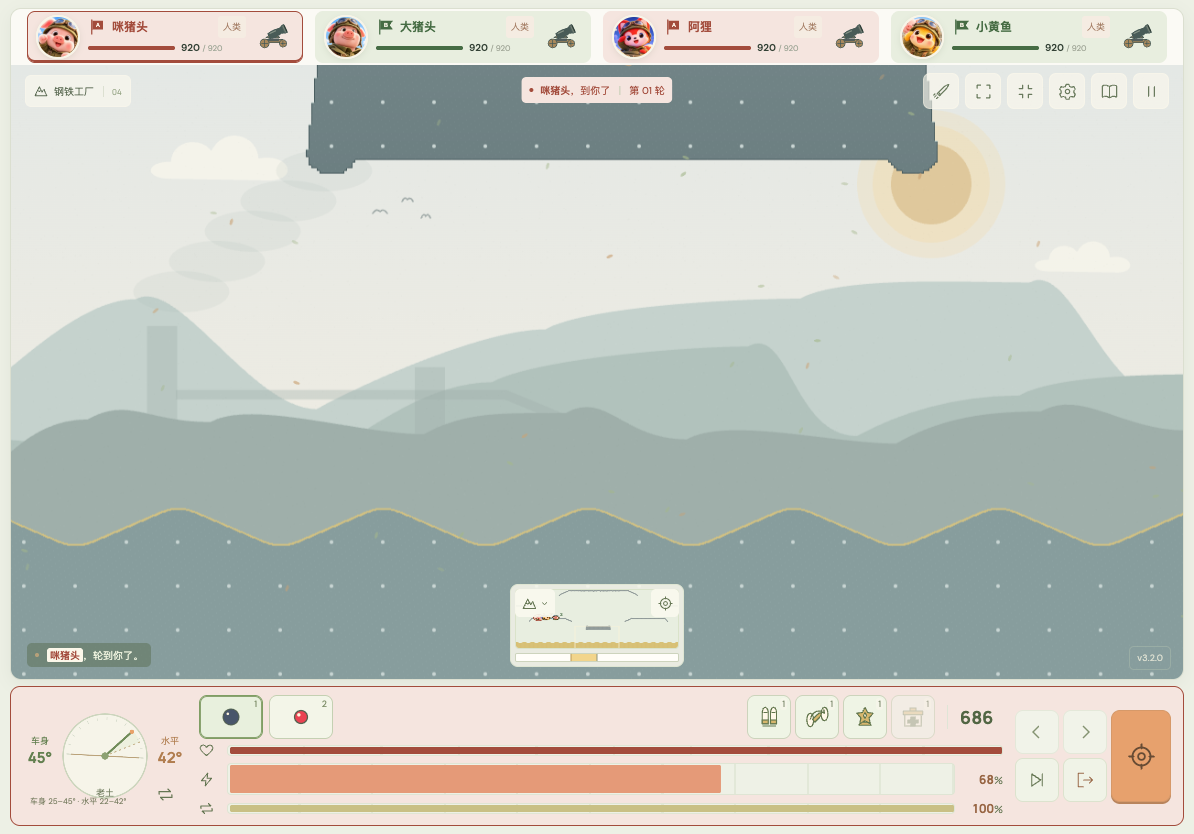 A 咪猪头 人类
920 / 920
B 大猪头 人类
920 / 920
A 阿狸 人类
920 / 920
B 小黄鱼 人类
920 / 920
钢铁工厂 04
咪猪头，到你了 第 01 轮
咪猪头，轮到你了。
v3.2.0
车身
45°
水平
42°
老土
车身 25–45° · 水平 22–42°
1
2
1
1
1
1
686
68%
100%